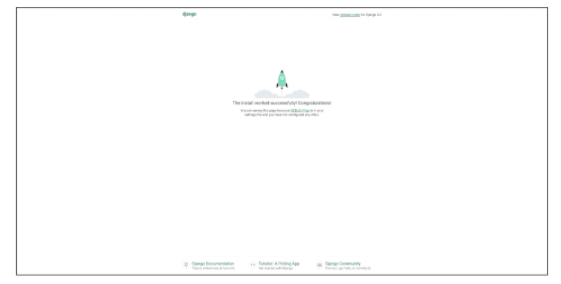 django
View release notes for Django
The install worked successfully! Congratulations!
You are seeing this page because DEBUG=True is in your
settings file and you have not configured any URLs.
Django Documentation
Topics, references, & how-to's
Tutorial: A Polling App
Get started with Django
Django Community
Connect, get help, or contribute